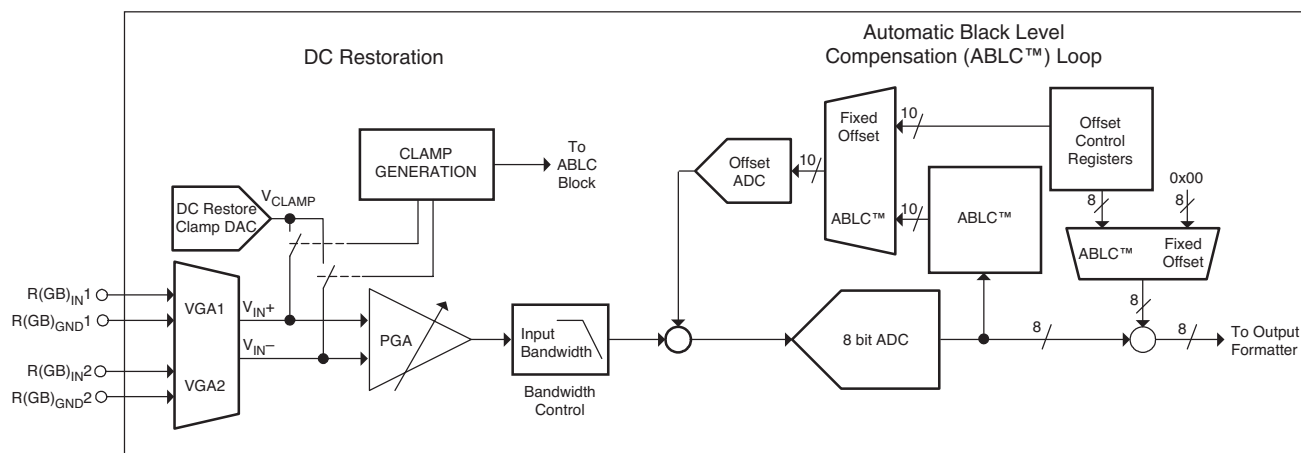 DC Restoration
Automatic Black Level
Compensation (ABLC™) Loop
CLAMP
GENERATION
To
ABLC
Block
DC Restore
Clamp DAC
V_CLAMP
Offset
ADC
10
Fixed
Offset
ABLC™
10
10
ABLC™
Offset
Control
Registers
8
0x00
8
ABLC™
Fixed
Offset
8
R(GB)_IN1
R(GB)_GND1
R(GB)_IN2
R(GB)_GND2
VGA1
VGA2
V_IN+
V_IN–
PGA
Input
Bandwidth
Bandwidth
Control
8 bit ADC
8
8
To Output
Formatter